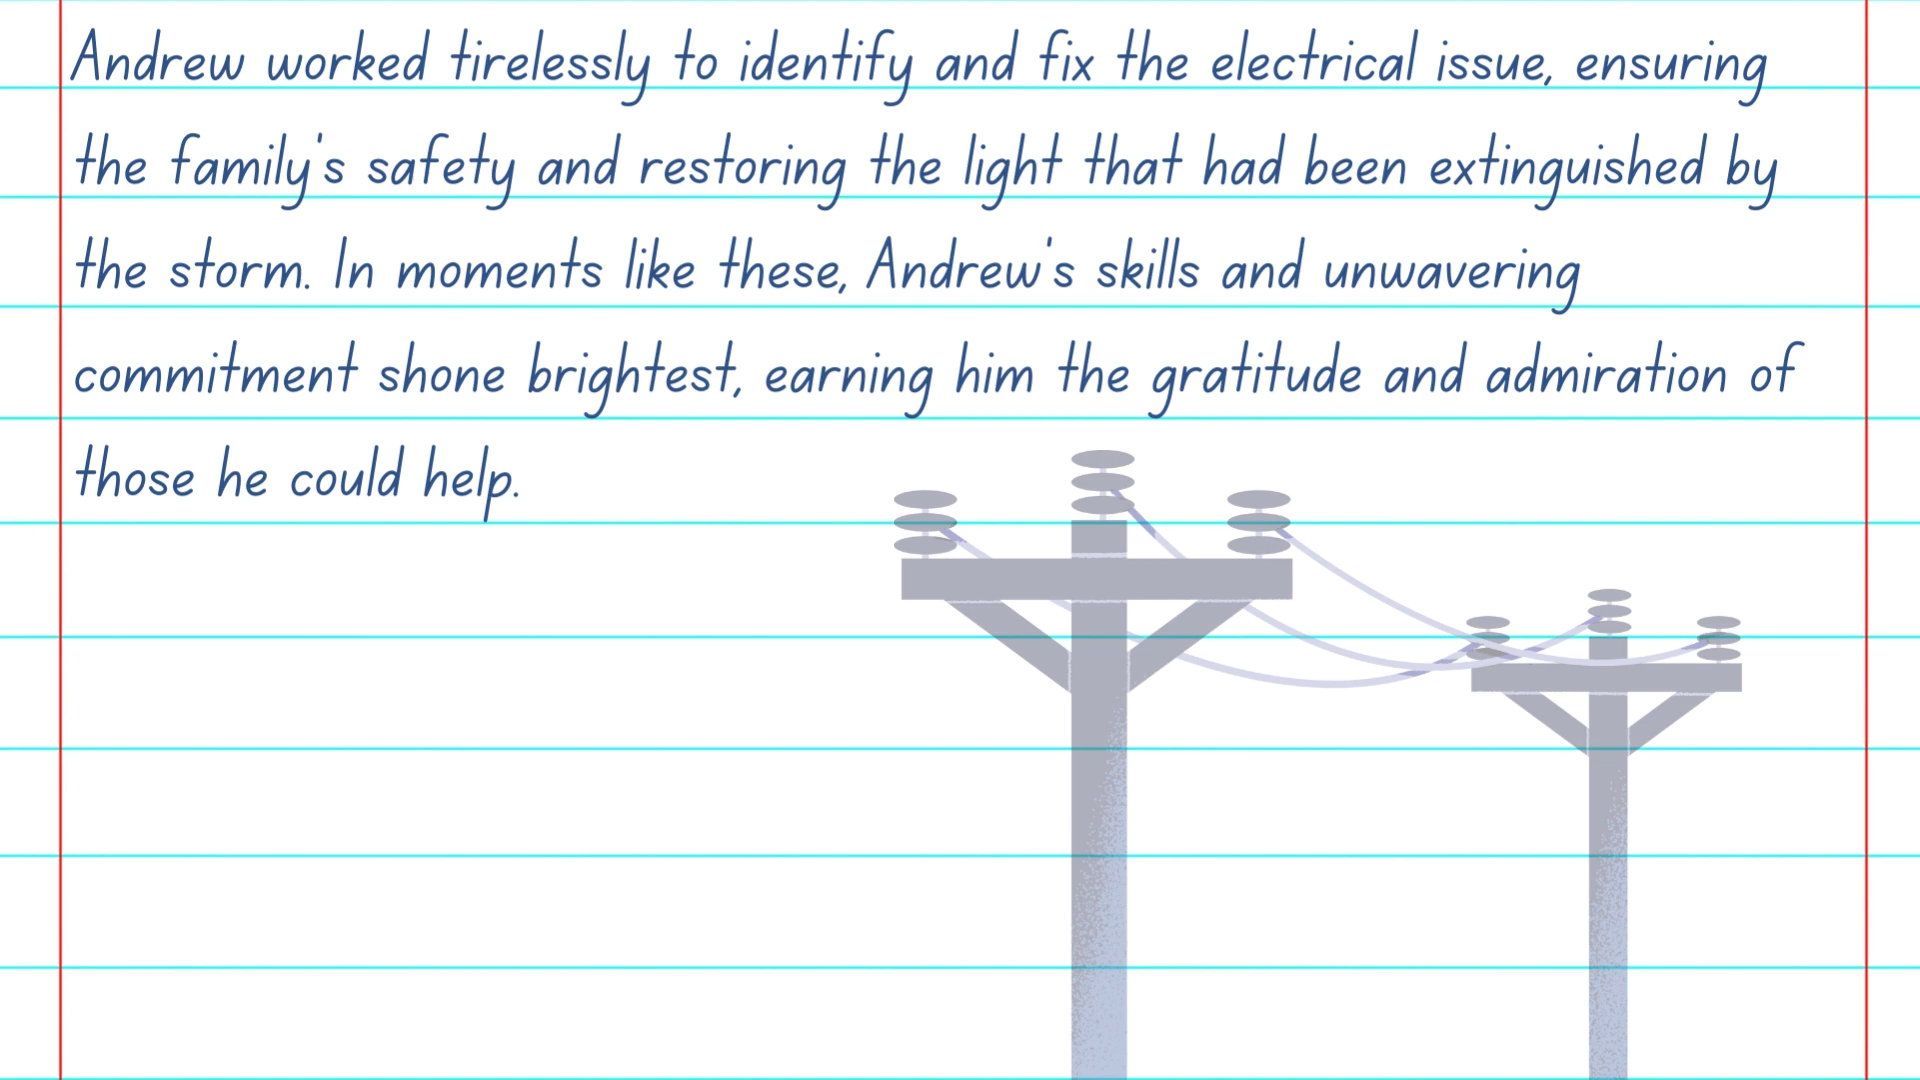 Andrew worked tirelessly to identify and fix the electrical issue, ensuring
the family's safety and restoring the light that had been extinguished by
the storm. In moments like these, Andrew's skills and unwavering
commitment shone brightest, earning him the gratitude and admiration of
those he could help.